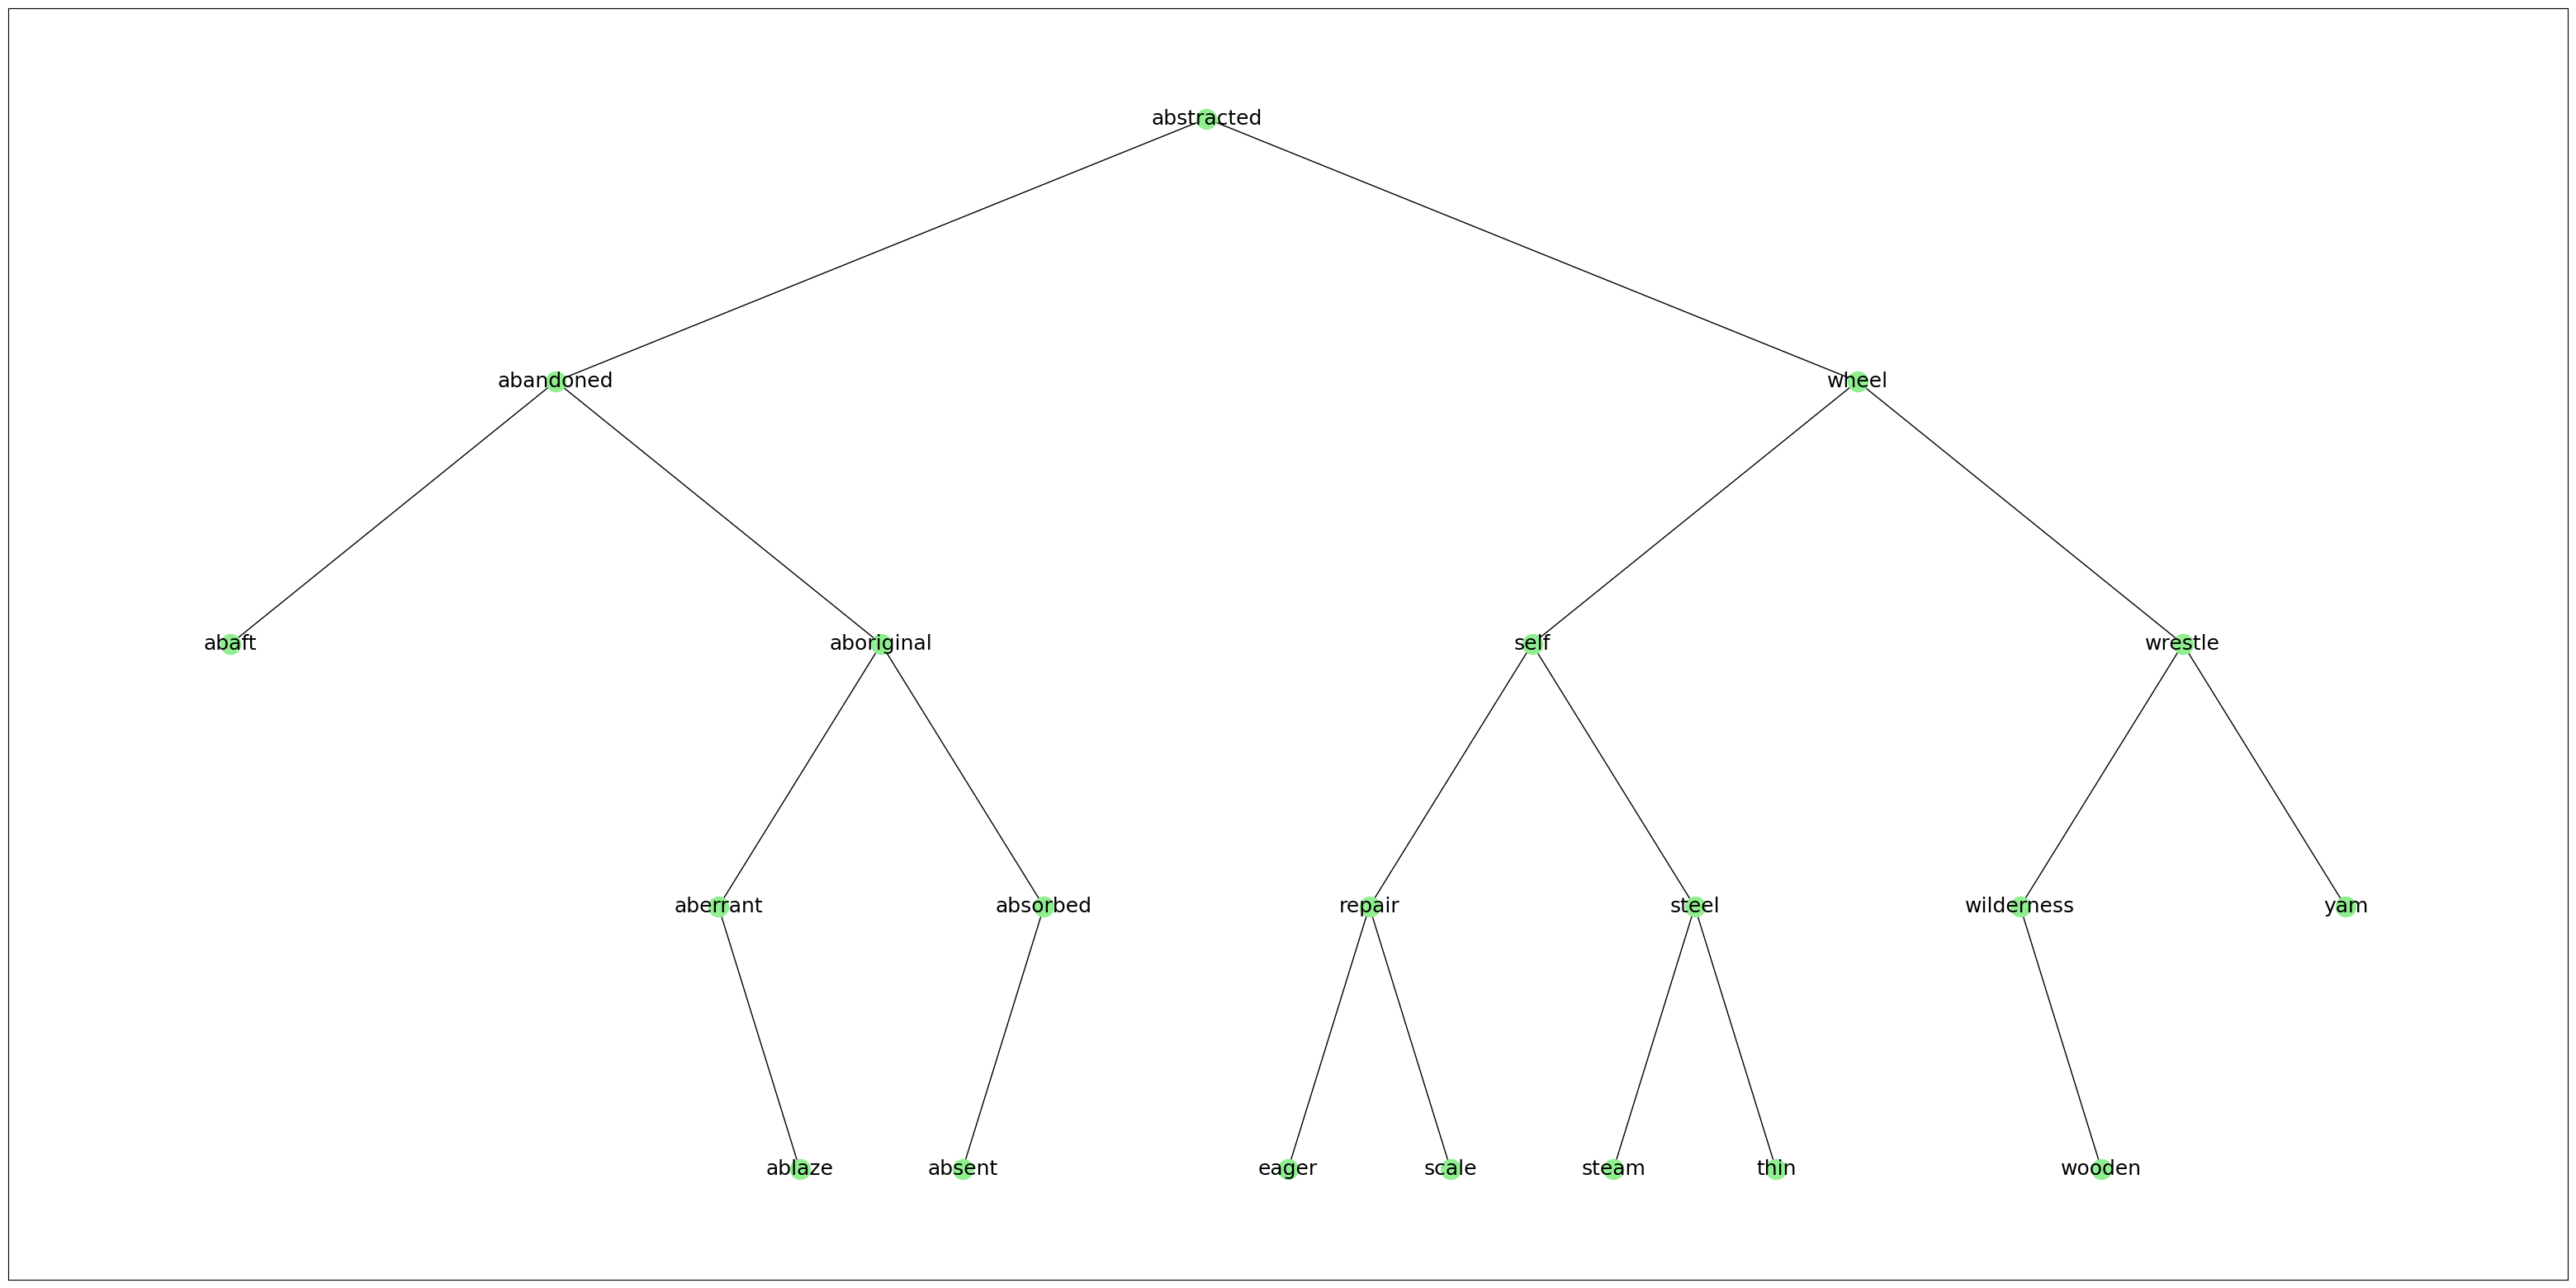 abstracted
abandoned wheel
abaft aboriginal self wrestle
aberrant absorbed repair steel wilderness yam
ablaze absent eager scale steam thin wooden